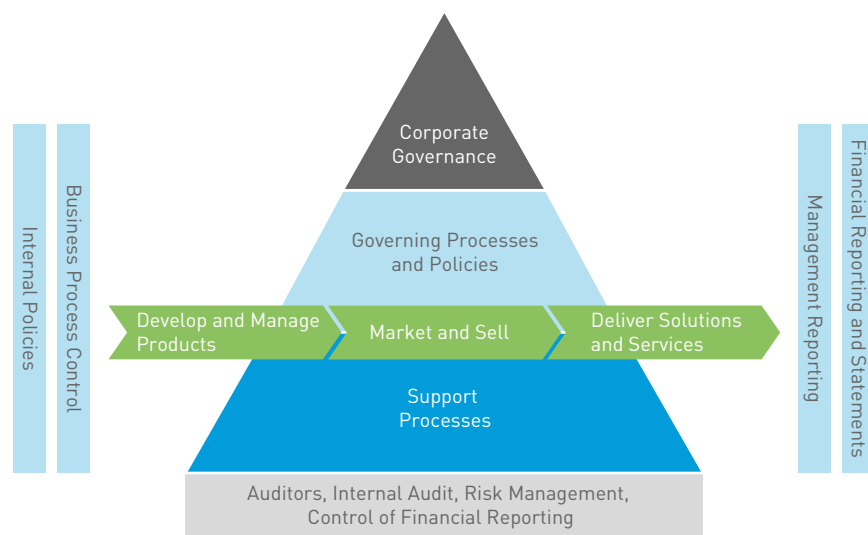 Corporate
Governance
Internal Policies
Business Process Control
Governing Processes
and Policies
Develop and Manage
Products
Market and Sell
Deliver Solutions
and Services
Support
Processes
Management Reporting
Financial Reporting and Statements
Auditors, Internal Audit, Risk Management,
Control of Financial Reporting